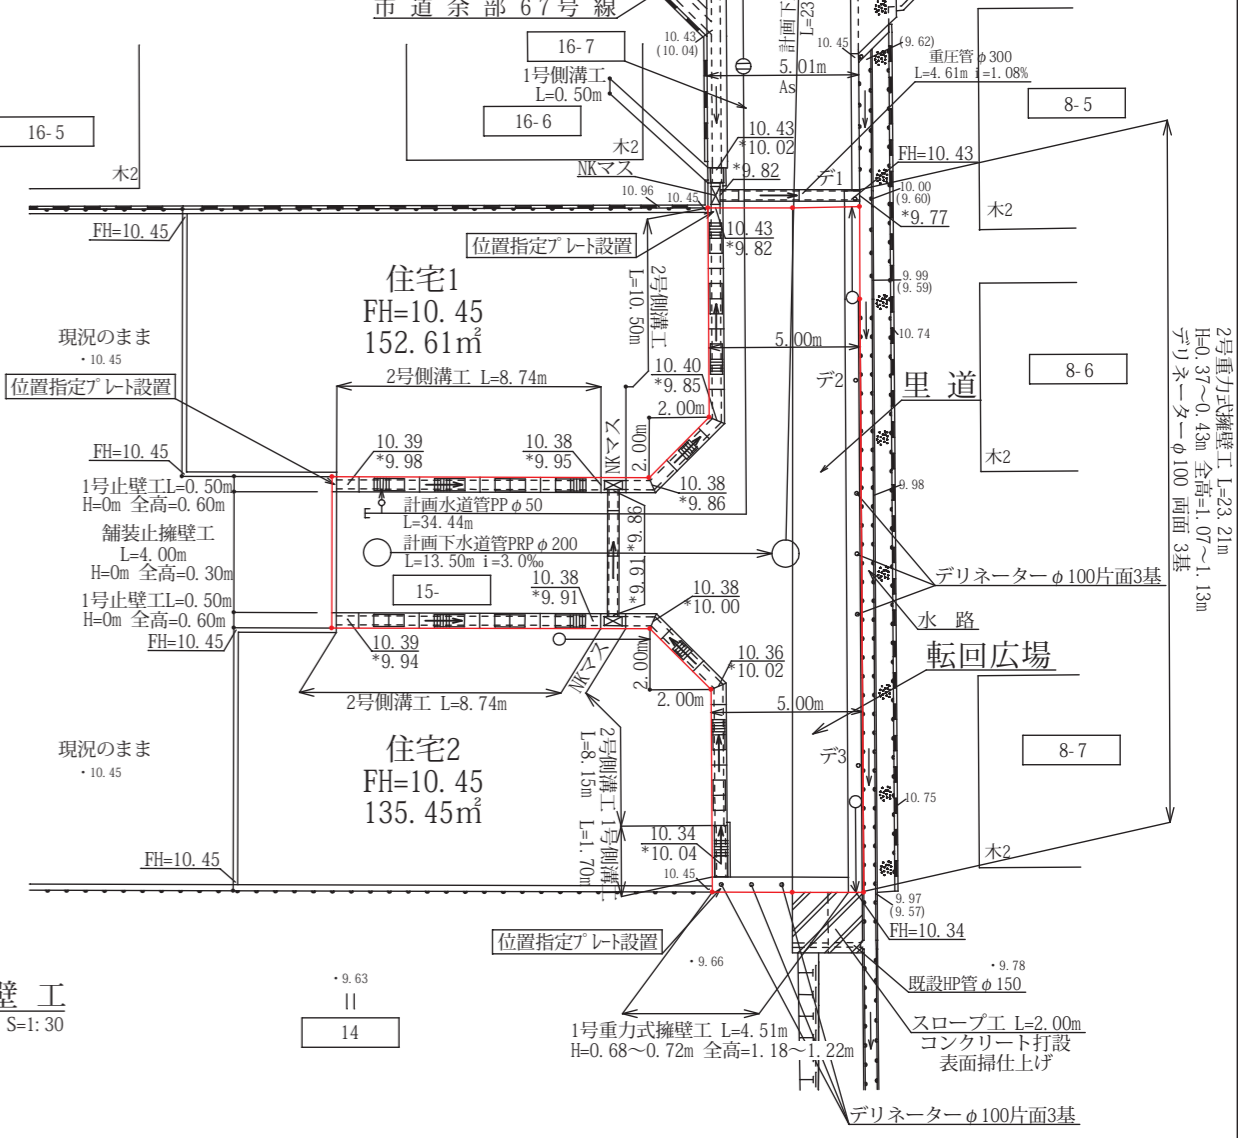 市道余部67号線
計画下
L=23
10.43
(10.04)
16-7
1号側溝工
L=0.50m
16-6
16-5
木2
木2
5.01m
As
10.45
(9.62)
重圧管φ300
L=4.61m i=1.08%
8-5
FH=10.43
10.00
(9.60)
*9.77
木2
10.43
*10.02
*9.82
NKマス
10.96
10.45
デ1
FH=10.45
位置指定プレート設置
10.43
*9.82
2号側溝工
L=10.50m
住宅1
FH=10.45
152.61㎡
現況のまま
・10.45
位置指定プレート設置
2号側溝工 L=8.74m
5.00m
10.40
*9.85
2.00m
2.00m
デ2
里道
9.99
(9.59)
10.74
8-6
木2
2号重力式擁壁工 L=23.21m
H=0.37～0.43m 全高=1.07～1.13m
デリネーターφ100 両面 3基
FH=10.45
1号止壁工L=0.50m
H=0m 全高=0.60m
舗装止擁壁工
L=4.00m
H=0m 全高=0.30m
1号止壁工L=0.50m
H=0m 全高=0.60m
FH=10.45
10.39
*9.98
10.38
*9.95
NKマス
10.38
*9.86
計画水道管PPφ50
L=34.44m
計画下水道管PRPφ200
L=13.50m i=3.0‰
*9.86
*9.91
15-
10.38
*9.91
10.38
*10.00
10.39
*9.94
9.98
デリネーターφ100片面3基
水路
転回広場
2号側溝工 L=8.74m
NKマス
2.00m
2.00m
10.36
*10.02
5.00m
デ3
現況のまま
・10.45
住宅2
FH=10.45
135.45㎡
2号側溝工
L=8.15m
1号側溝工
L=1.70m
10.34
*10.04
10.45
8-7
10.75
木2
FH=10.45
位置指定プレート設置
9.97
(9.57)
FH=10.34
・9.66
・9.78
既設HP管φ150
壁工
S=1:30
・9.63
14
1号重力式擁壁工 L=4.51m
H=0.68～0.72m 全高=1.18～1.22m
スロープ工 L=2.00m
コンクリート打設
表面掃仕上げ
デリネーターφ100片面3基